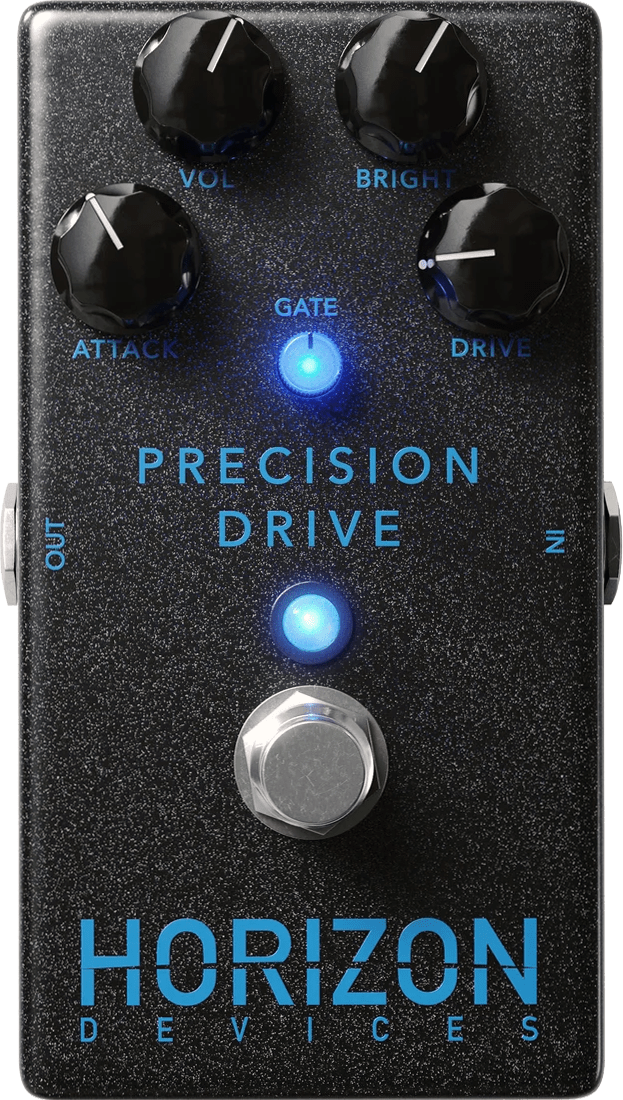 VOL
BRIGHT
ATTACK
GATE
DRIVE
PRECISION
DRIVE
OUT
IN
HORIZON
DEVICES